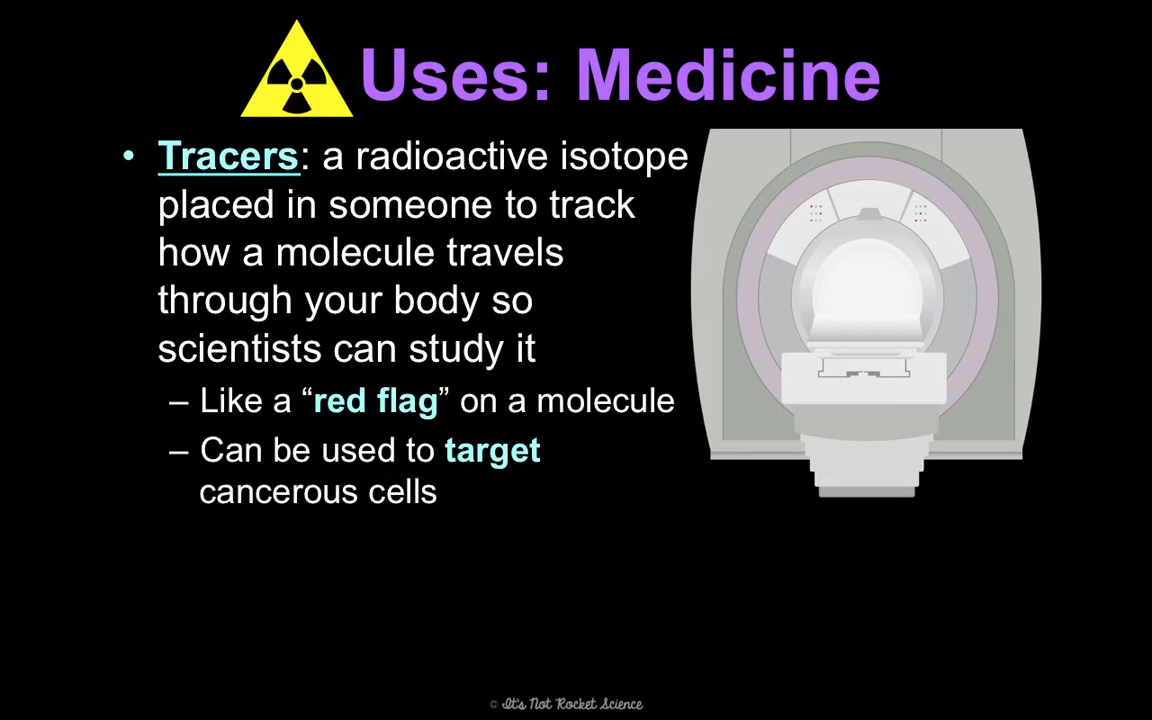 Uses: Medicine
• Tracers: a radioactive isotope
placed in someone to track
how a molecule travels
through your body so
scientists can study it
– Like a “red flag” on a molecule
– Can be used to target
cancerous cells
© It's Not Rocket Science